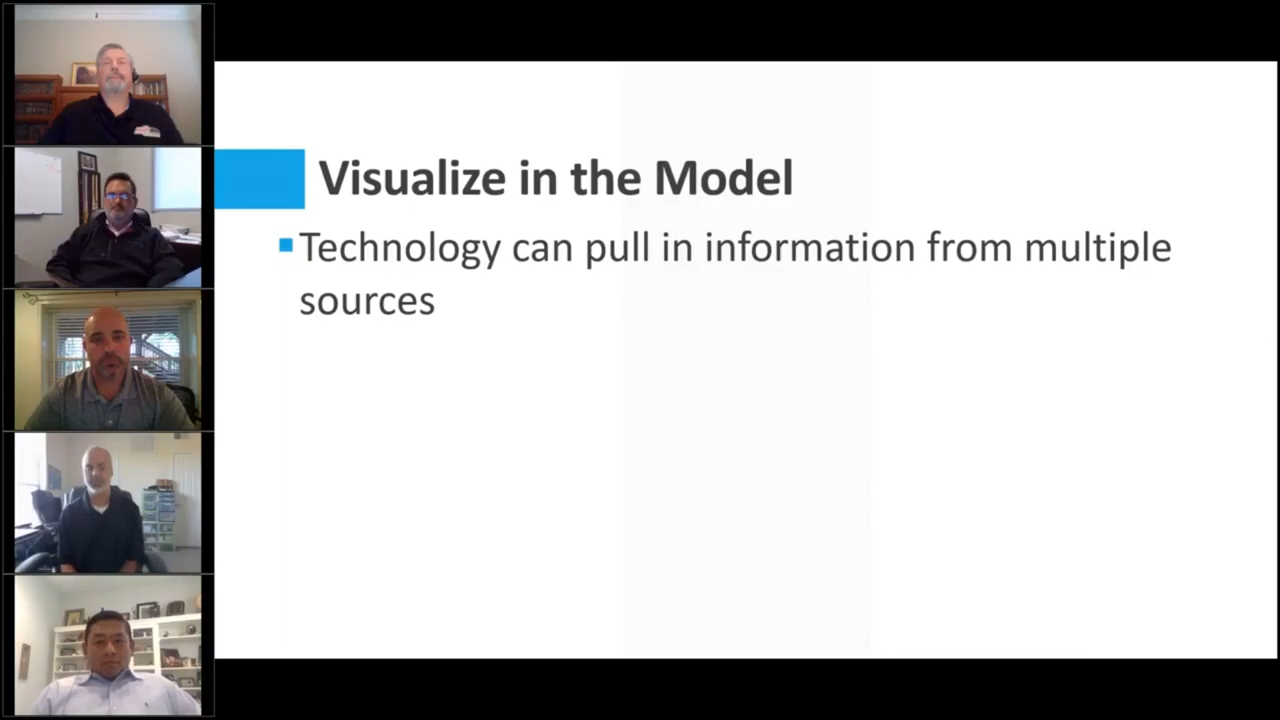 Visualize in the Model
Technology can pull in information from multiple
sources